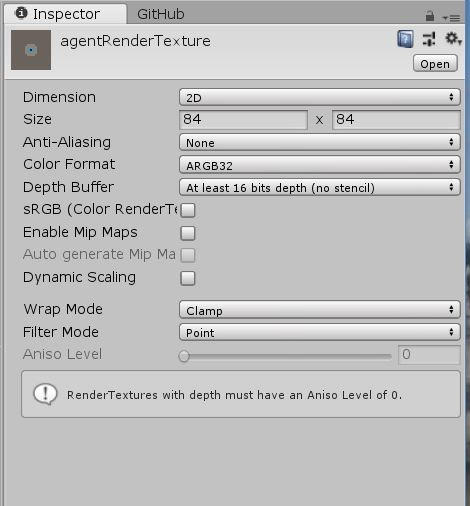 Inspector GitHub
agentRenderTexture
Open
Dimension 2D
Size 84 x 84
Anti-Aliasing None
Color Format ARGB32
Depth Buffer At least 16 bits depth (no stencil)
sRGB (Color RenderTe
Enable Mip Maps
Auto generate Mip Ma
Dynamic Scaling
Wrap Mode Clamp
Filter Mode Point
Aniso Level 0
RenderTextures with depth must have an Aniso Level of 0.